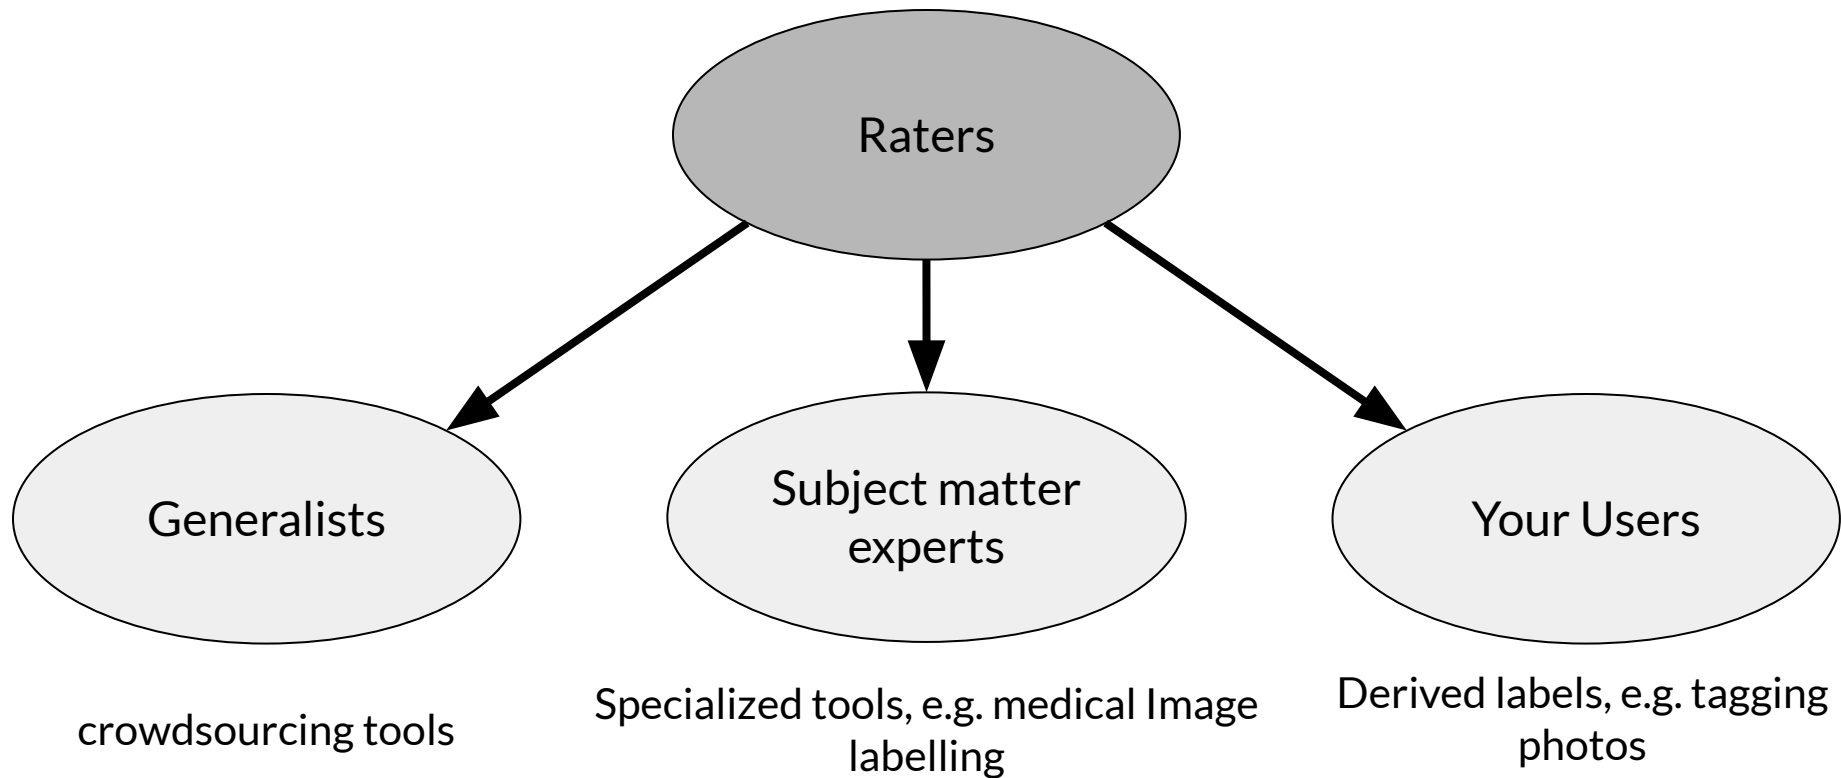 Raters
Generalists
Subject matter
experts
Your Users
crowdsourcing tools
Specialized tools, e.g. medical Image
labelling
Derived labels, e.g. tagging
photos